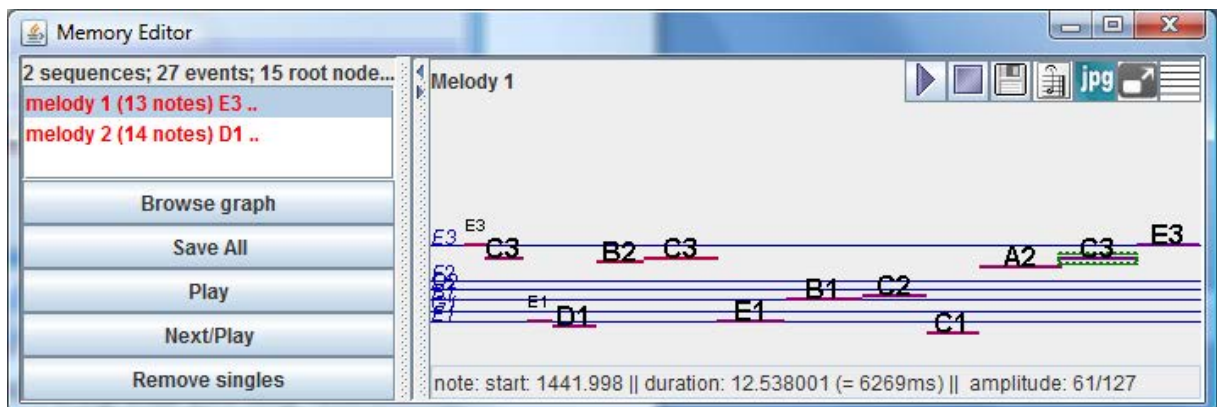 Memory Editor
2 sequences; 27 events; 15 root node...
melody 1 (13 notes) E3 ..
melody 2 (14 notes) D1 ..
Browse graph
Save All
Play
Next/Play
Remove singles
Melody 1
jpg
E3 E3 C3 B2 C3 A2 C3 E3
E1 D1 E1 B1 C2 C1
E1
note: start: 1441.998 || duration: 12.538001 (= 6269ms) || amplitude: 61/127